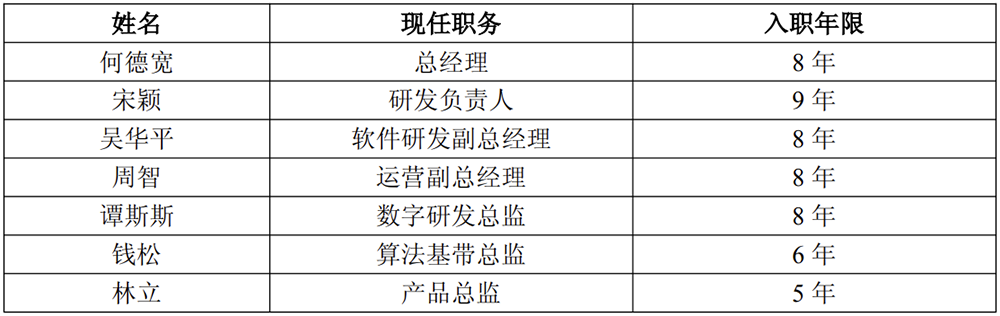 姓名 现任职务 入职年限
何德宽 总经理 8 年
宋颖 研发负责人 9 年
吴华平 软件研发副总经理 8 年
周智 运营副总经理 8 年
谭斯斯 数字研发总监 8 年
钱松 算法基带总监 6 年
林立 产品总监 5 年